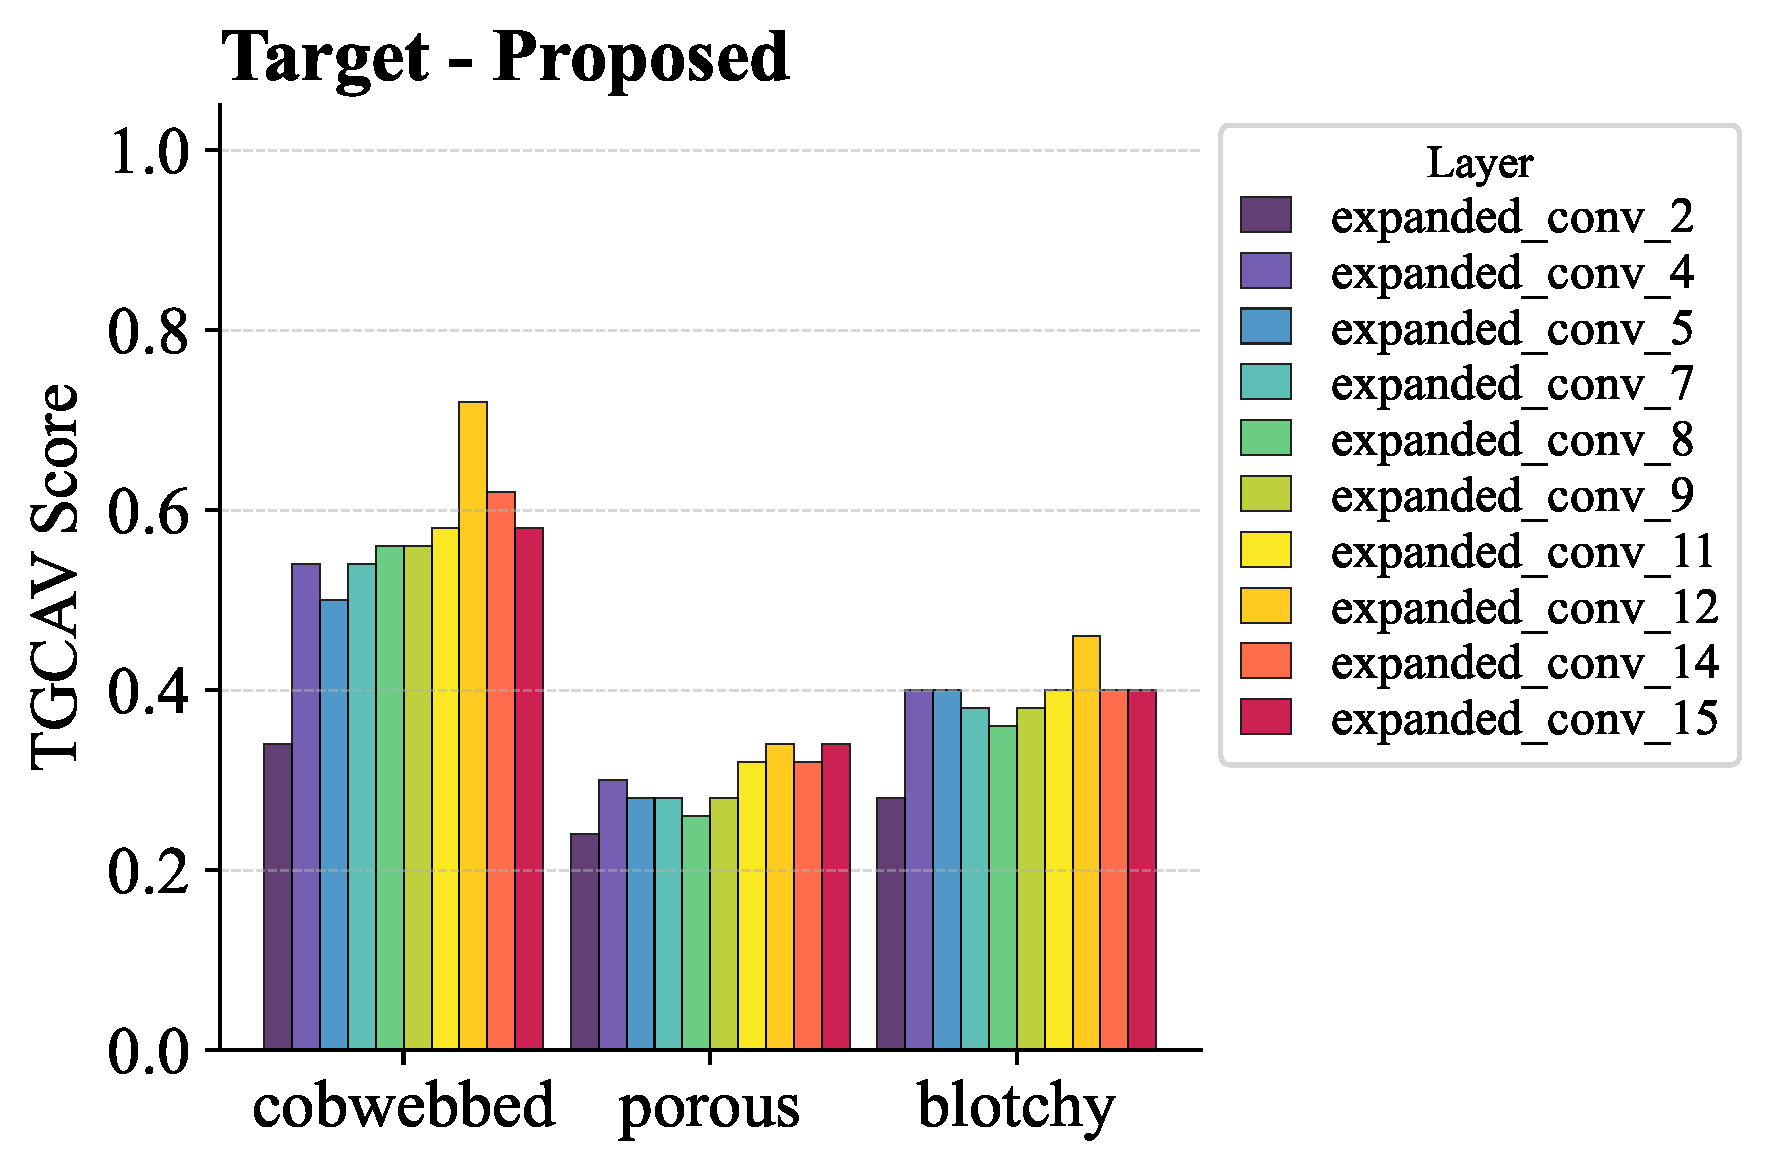 Target - Proposed
TGCAV Score
1.0
0.8
0.6
0.4
0.2
0.0
cobwebbed
porous
blotchy
Layer
expanded_conv_2
expanded_conv_4
expanded_conv_5
expanded_conv_7
expanded_conv_8
expanded_conv_9
expanded_conv_11
expanded_conv_12
expanded_conv_14
expanded_conv_15